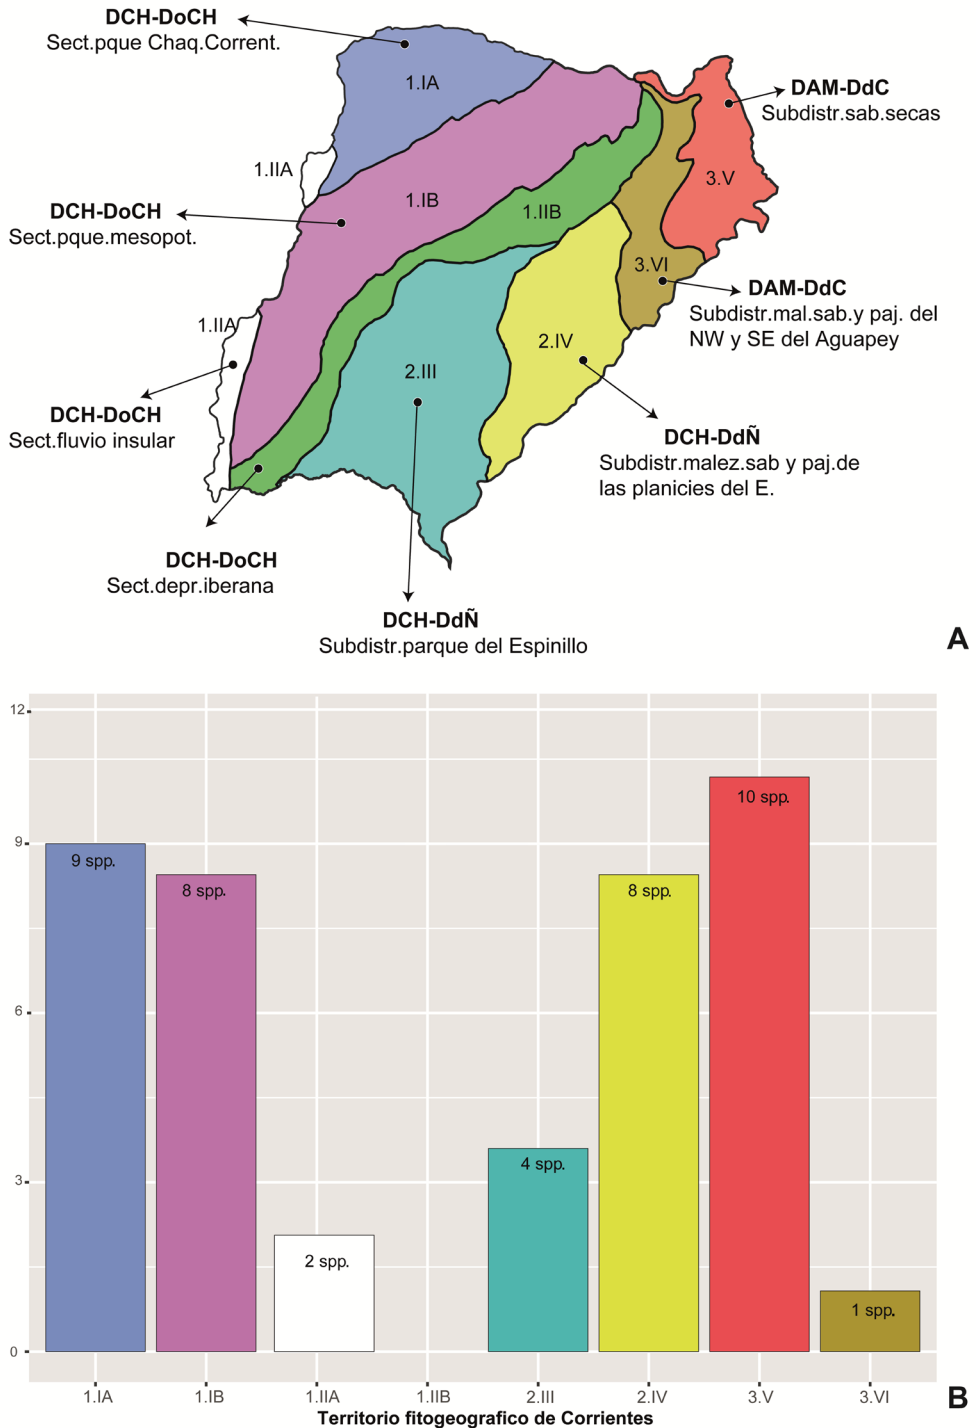 DCH-DoCH
Sect.pque Chaq.Corrent.
1.IA
DAM-DdC
Subdistr.sab.secas
1.IIA
3.V
1.IB
1.IIB
DCH-DoCH
Sect.pque.mesopot.
3.VI
DAM-DdC
Subdistr.mal.sab.y paj. del
NW y SE del Aguapey
1.IIA
2.IV
2.III
DCH-DoCH
Sect.fluvio insular
DCH-DdÑ
Subdistr.malez.sab y paj.de
las planicies del E.
DCH-DoCH
Sect.depr.iberana
DCH-DdÑ
Subdistr.parque del Espinillo
A
12
9
6
3
0
9 spp.
8 spp.
2 spp.
4 spp.
8 spp.
10 spp.
1 spp.
1.IA
1.IB
1.IIA
1.IIB
2.III
2.IV
3.V
3.VI
Territorio fitogeografico de Corrientes
B